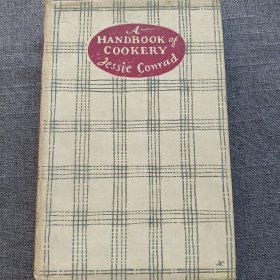 A
HANDBOOK of
COOKERY
Jessie Conrad